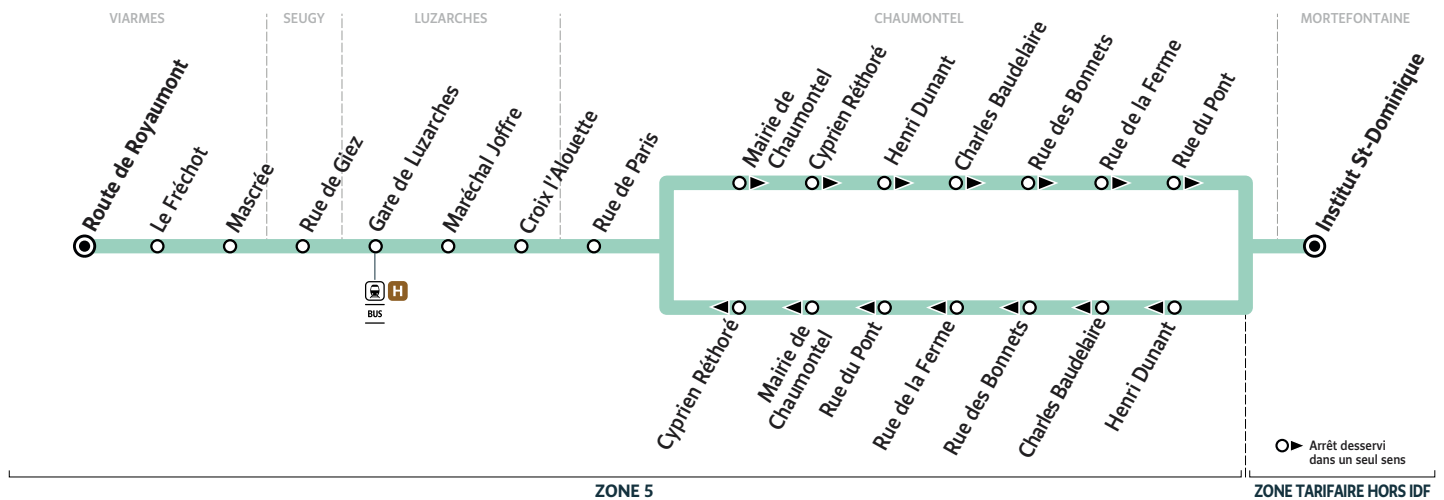 VIARMES
SEUGY
LUZARCHES
CHAUMONTEL
MORTEFONTAINE
Route de Royaumont
Le Fréchot
Mascrée
Rue de Giez
Gare de Luzarches
Maréchal Joffre
Croix l'Alouette
Rue de Paris
Mairie de
Chaumontel
Cyprien Réthoré
Henri Dunant
Charles Baudelaire
Rue des Bonnets
Rue de la Ferme
Rue du Pont
Institut St-Dominique
H
BUS
Cyprien Réthoré
Mairie de
Chaumontel
Rue du Pont
Rue de la Ferme
Rue des Bonnets
Charles Baudelaire
Henri Dunant
Arrêt desservi
dans un seul sens
ZONE 5
ZONE TARIFAIRE HORS IDF